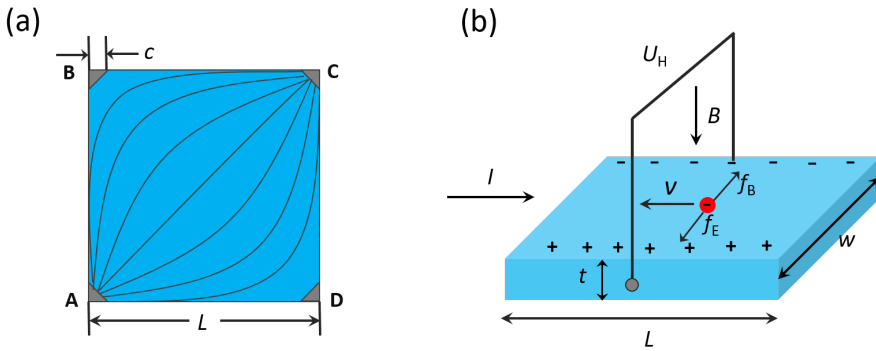 (a)
c
B
C
A
D
L
(b)
U_H
B
I
v
f_B
f_E
- - - - - - -
-
+ + + + + + +
t
w
L